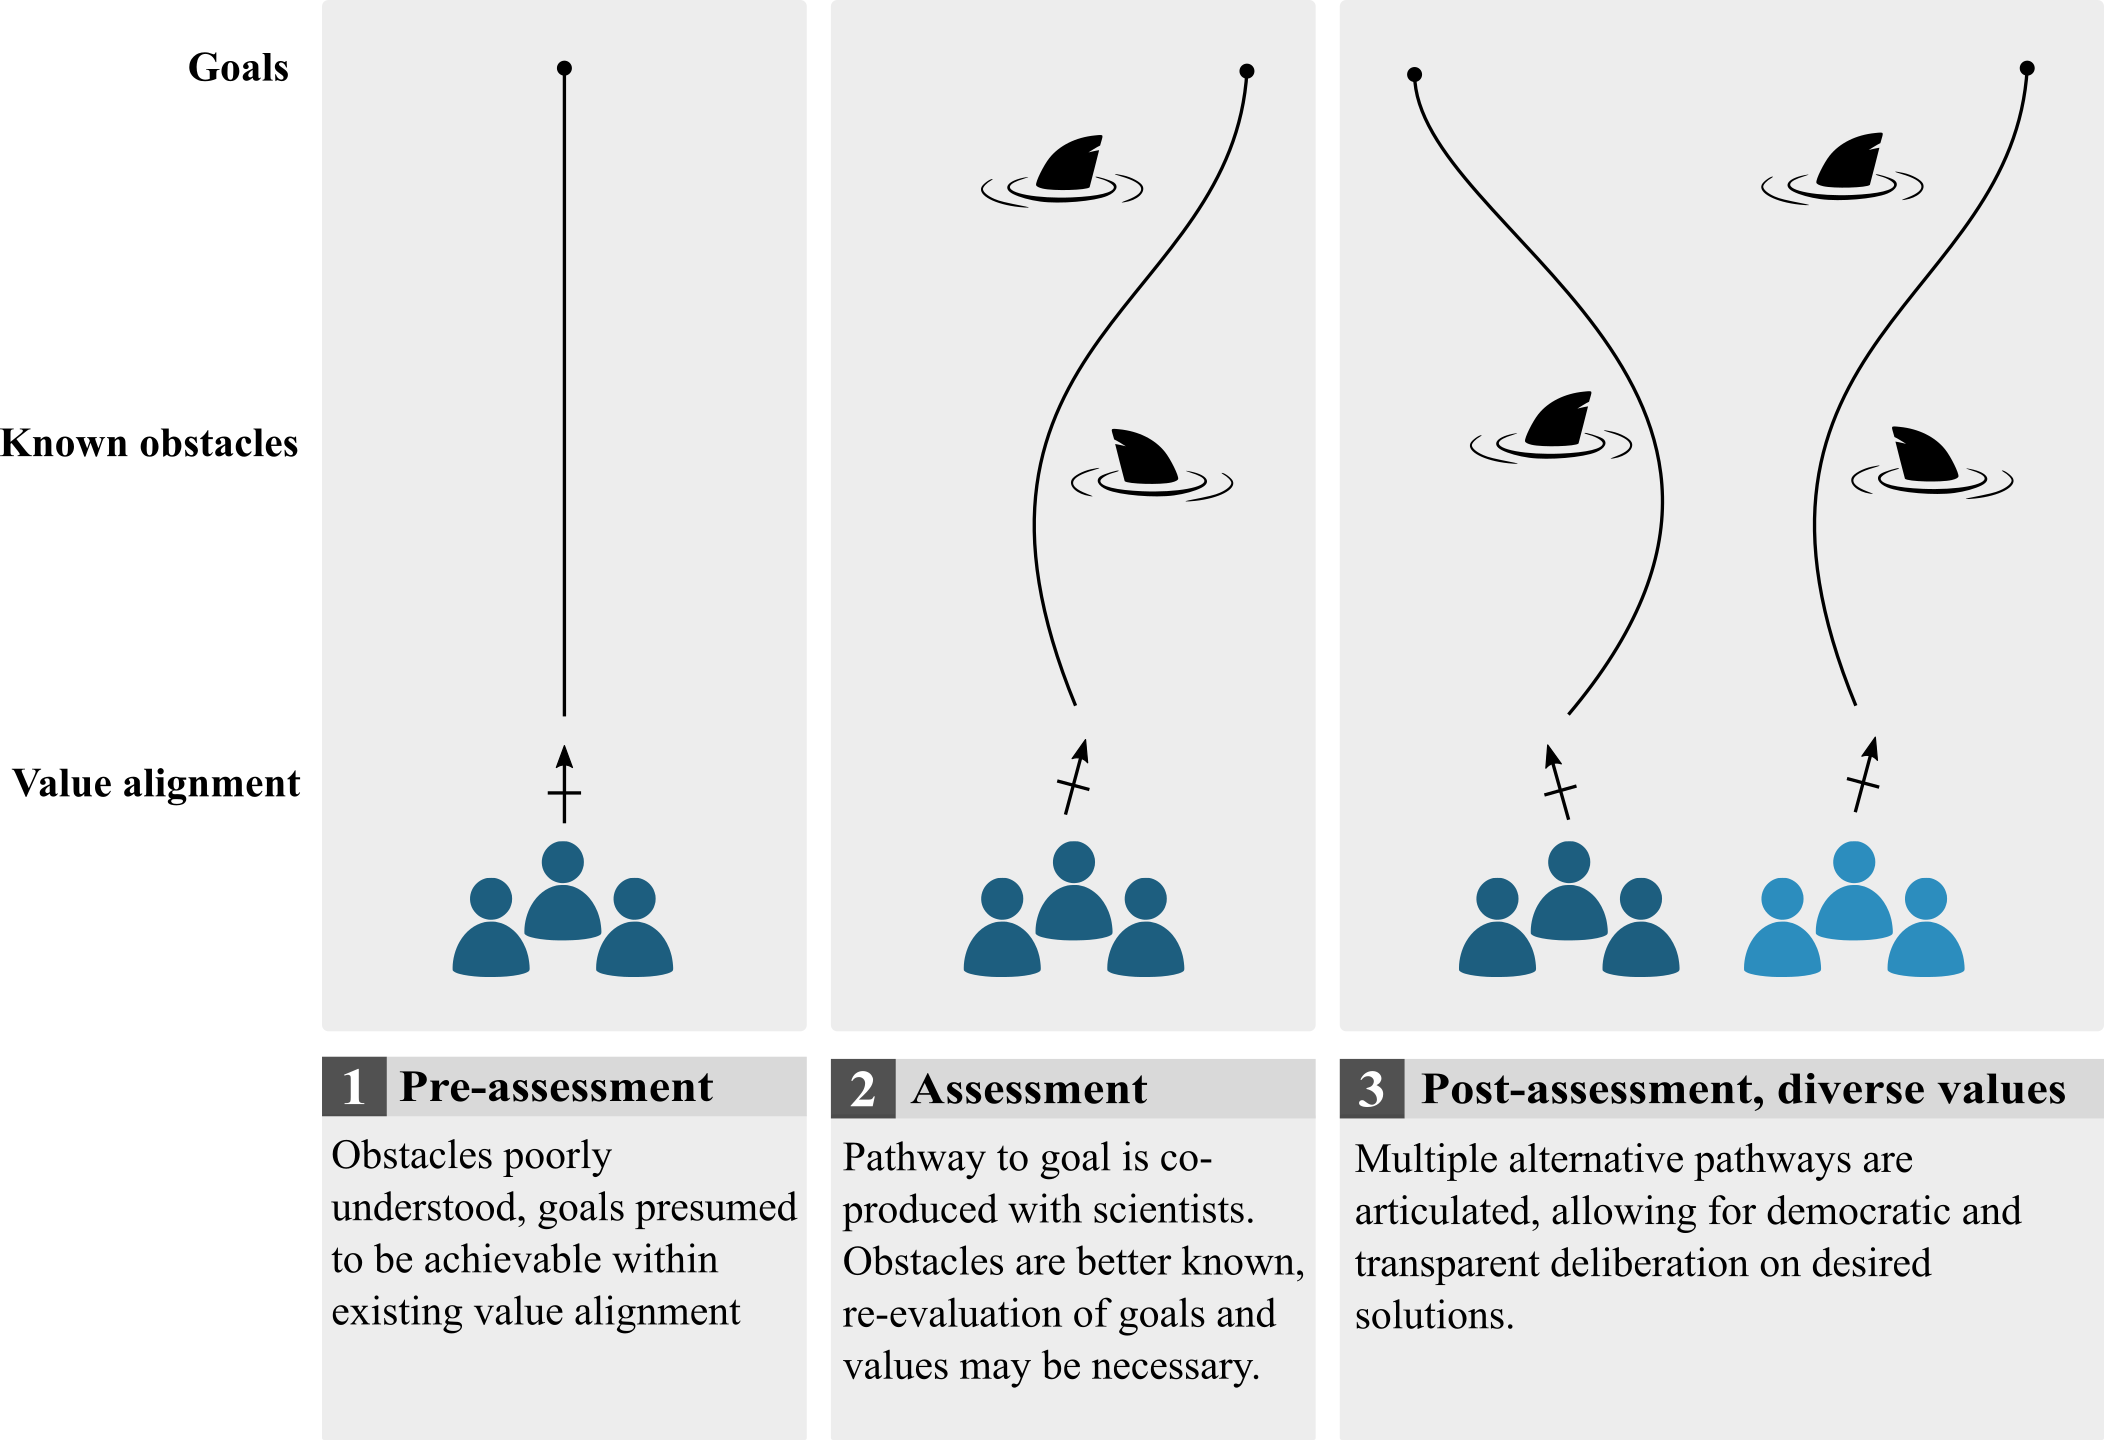 Goals
Known obstacles
Value alignment
1 Pre-assessment
Obstacles poorly
understood, goals presumed
to be achievable within
existing value alignment
2 Assessment
Pathway to goal is co-
produced with scientists.
Obstacles are better known,
re-evaluation of goals and
values may be necessary.
3 Post-assessment, diverse values
Multiple alternative pathways are
articulated, allowing for democratic and
transparent deliberation on desired
solutions.